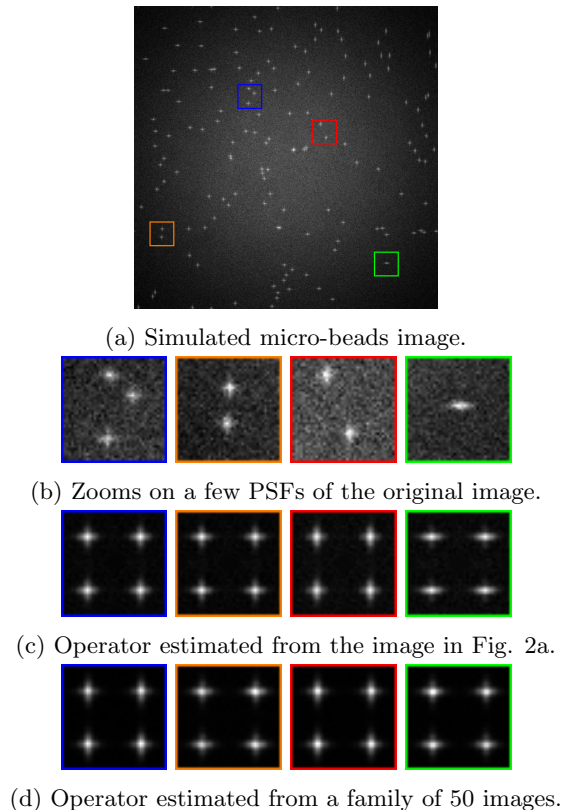 (a) Simulated micro-beads image.
(b) Zooms on a few PSFs of the original image.
(c) Operator estimated from the image in Fig. 2a.
(d) Operator estimated from a family of 50 images.